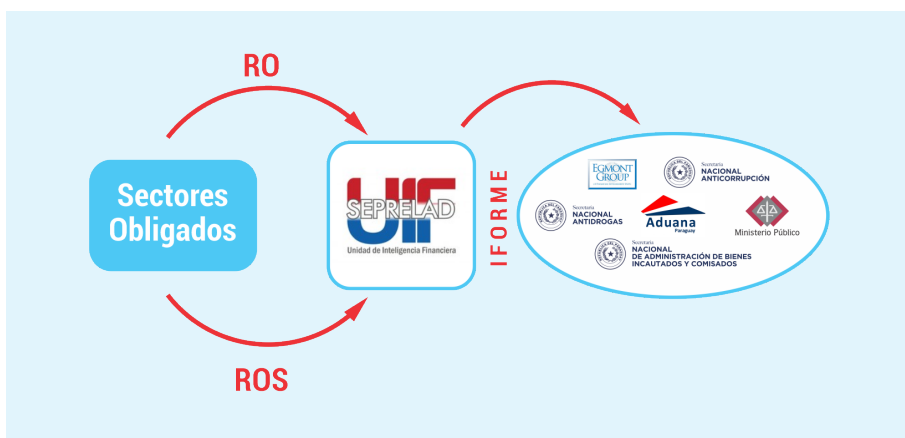 RO
Sectores
Obligados
ROS
UIF
SEPRELAD
Unidad de Inteligencia Financiera
IFORME
EGMONT
GROUP
Secretaría
NACIONAL
ANTICORRUPCIÓN
Secretaría
NACIONAL
ANTIDROGAS
Aduana
Paraguay
Ministerio Público
Secretaría
NACIONAL
DE ADMINISTRACIÓN DE BIENES
INCAUTADOS Y COMISADOS